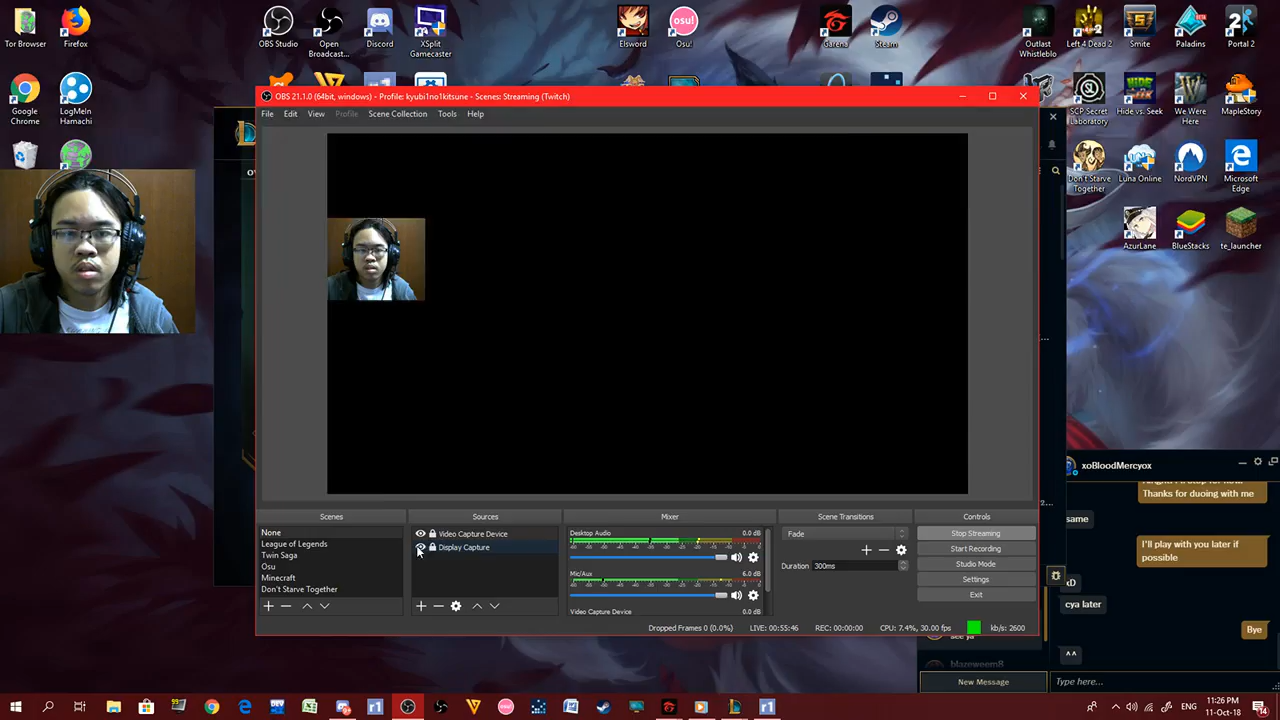 Tor Browser
Firefox
OBS Studio
Open
Broadcast...
Discord
XSplit
Gamecaster
Elsword
Osu!
Garena
Steam
Outlast
Whistleblo...
Left 4 Dead 2
Smite
Paladins
Portal 2
Google
Chrome
LogMeIn
Hamachi
SCP Secret
Laboratory
Hide vs. Seek
We Were
Here
MapleStory
Don't Starve
Together
Luna Online
NordVPN
Microsoft
Edge
AzurLane
BlueStacks
te_launcher
OBS 21.1.0 (64bit, windows) - Profile: kyubi1no1kitsune - Scenes: Streaming (Twitch)
File Edit View Profile Scene Collection Tools Help
Scenes
None
League of Legends
Twin Saga
Osu
Minecraft
Don't Starve Together
Sources
Video Capture Device
Display Capture
Mixer
Desktop Audio 0.0 dB
Mic/Aux 6.0 dB
Video Capture Device 0.0 dB
Scene Transitions
Fade
Duration 300ms
Controls
Stop Streaming
Start Recording
Studio Mode
Settings
Exit
Dropped Frames 0 (0.0%) LIVE: 00:55:46 REC: 00:00:00 CPU: 7.4%, 30.00 fps kb/s: 2600
xoBloodMercyox
Thanks for duoing with me
same
I'll play with you later if
possible
xD
cya later
Bye
^^
see ya
blazeweem8
New Message
Type here...
ENG
11:26 PM
11-Oct-18
14